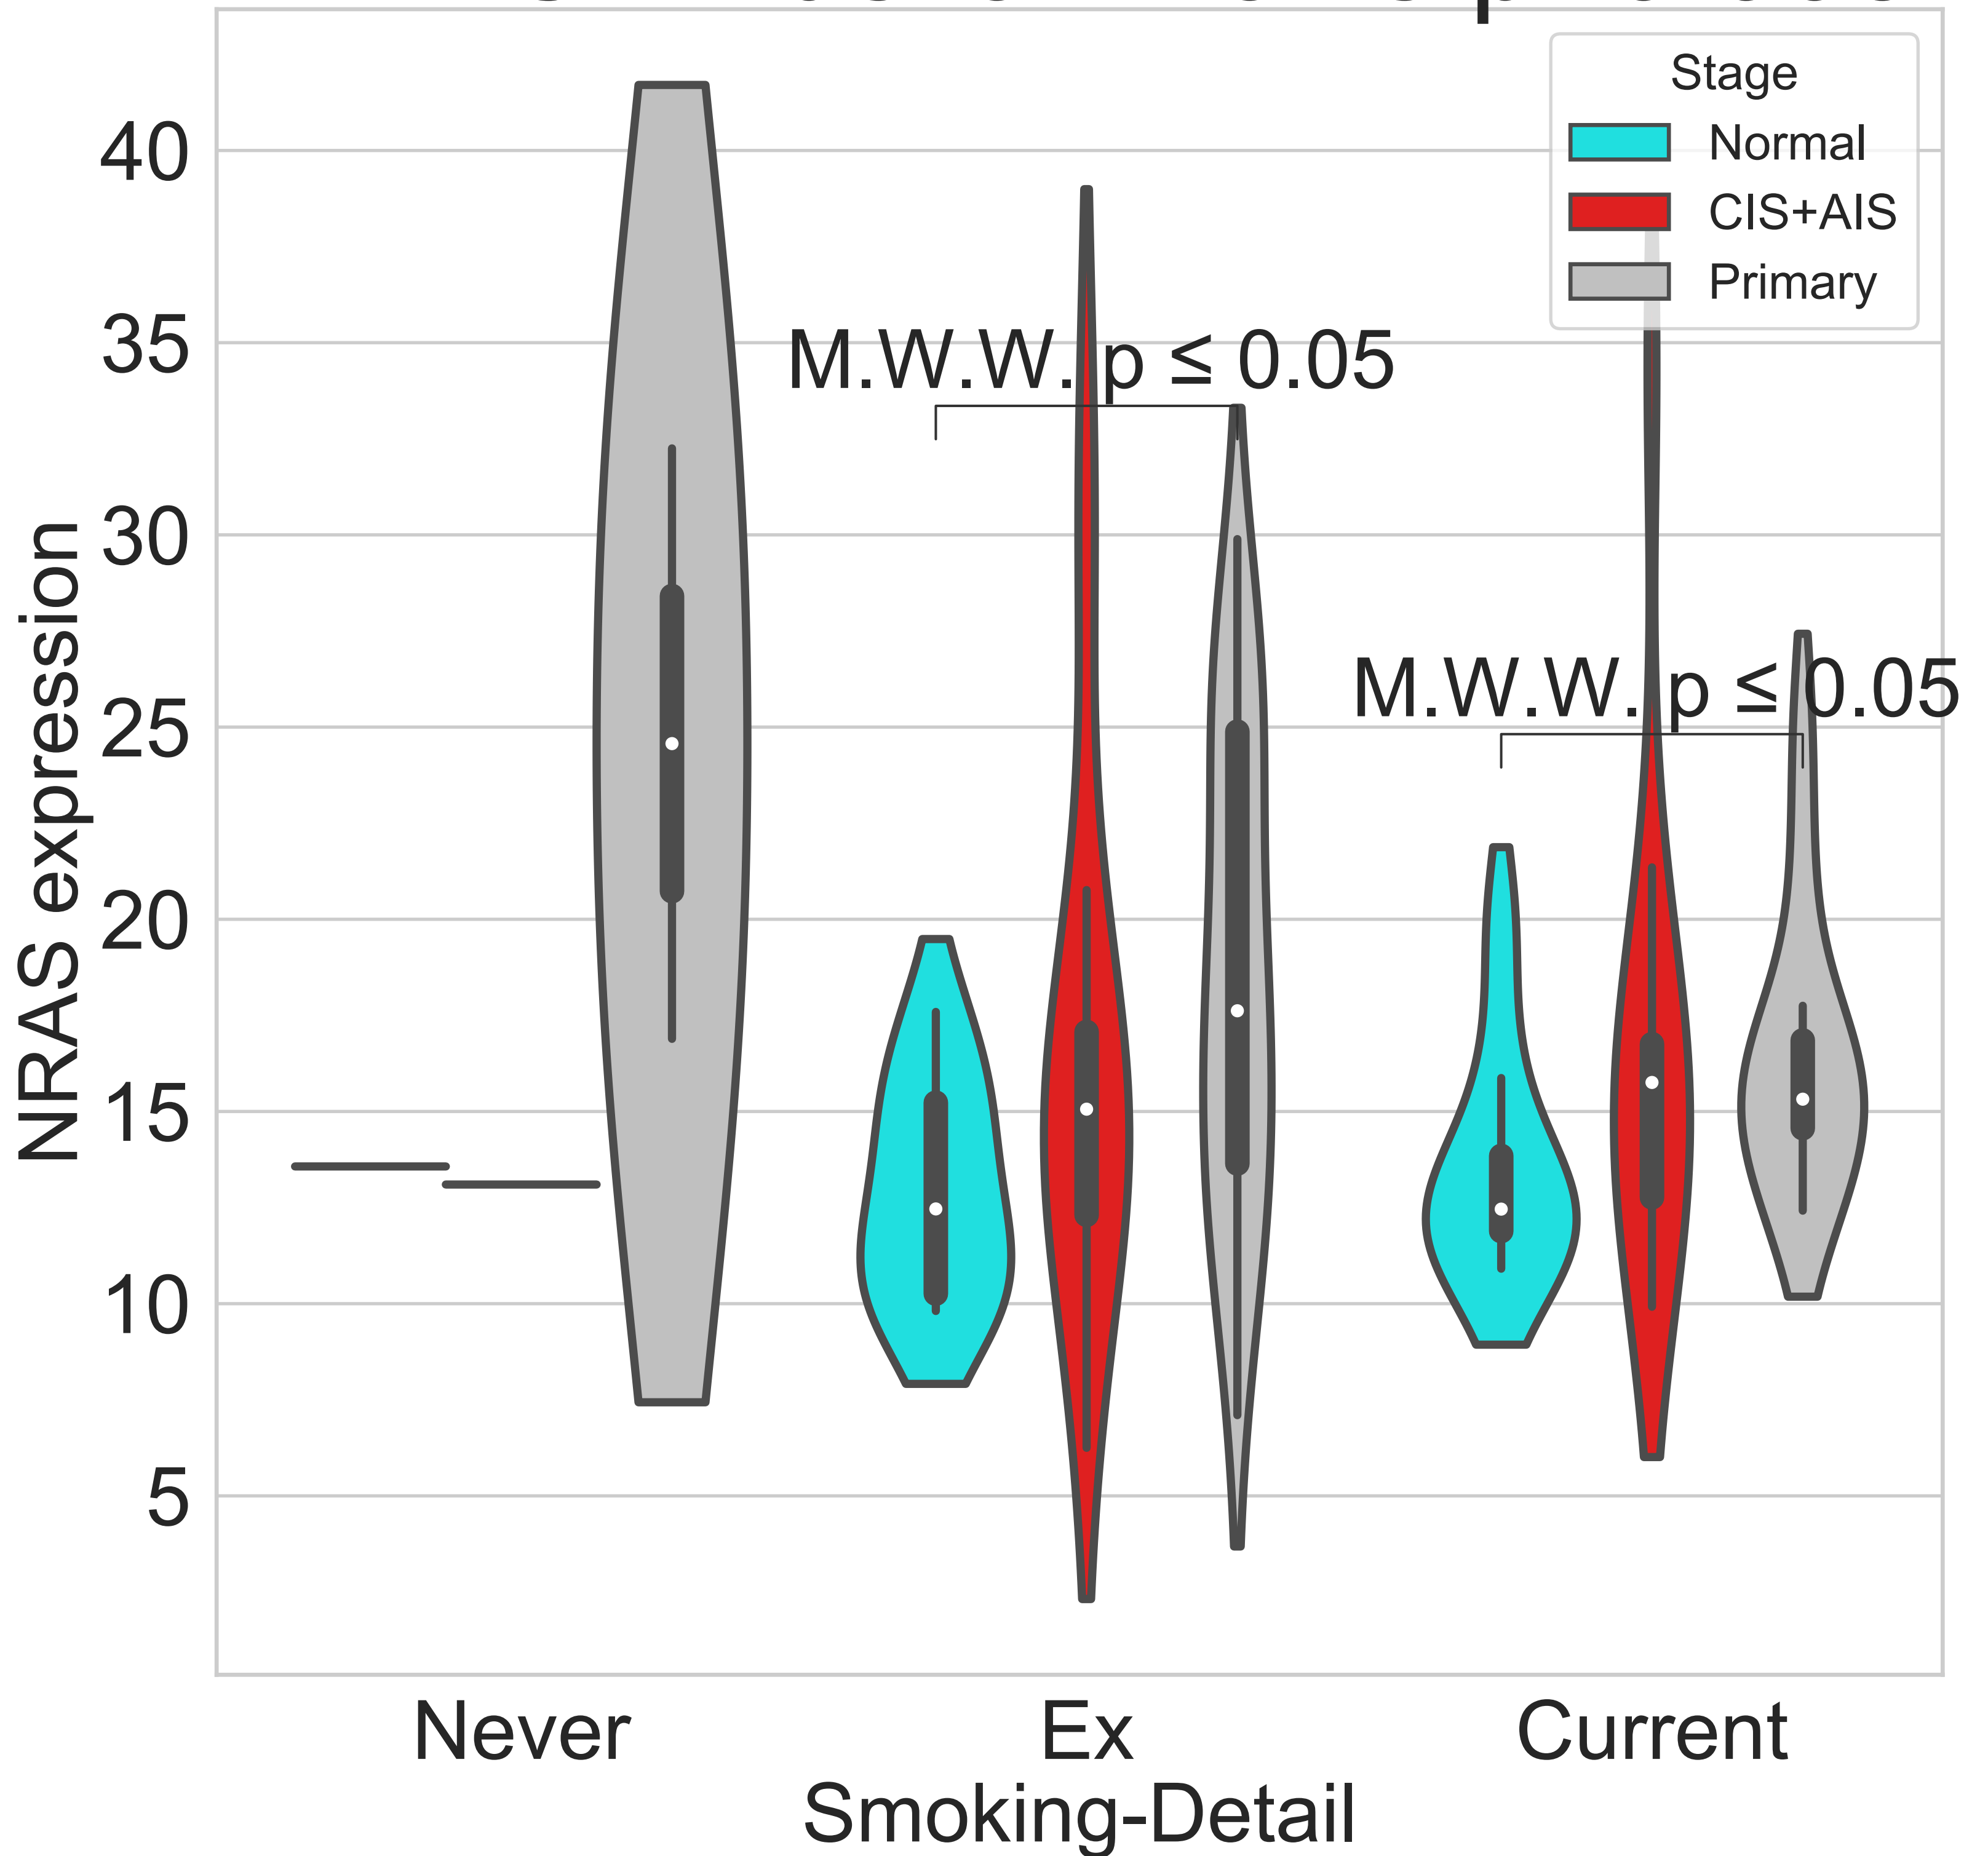 Stage
Normal
CIS+AIS
Primary
40
35
30
25
20
15
10
5
NRAS expression
M.W.W. p ≤ 0.05
M.W.W. p ≤ 0.05
Never
Ex
Current
Smoking-Detail